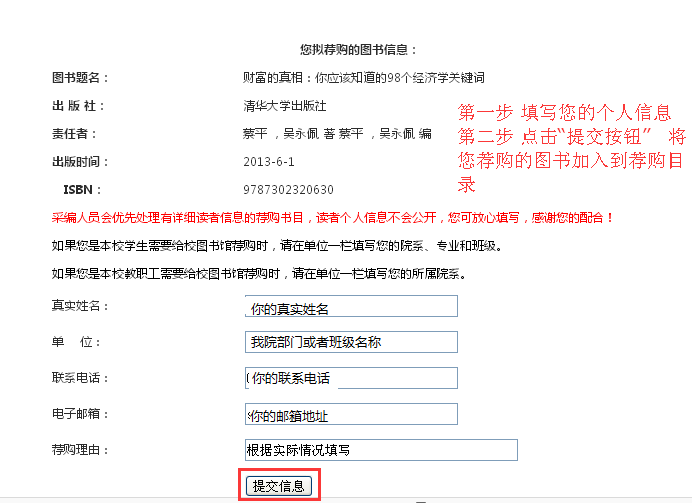 您拟荐购的图书信息：
图书题名： 财富的真相：你应该知道的98个经济学关键词
出 版 社： 清华大学出版社
责任者： 蔡平 ，吴永佩 著 蔡平 ，吴永佩 编
出版时间： 2013-6-1
ISBN： 9787302320630
第一步 填写您的个人信息
第二步 点击“提交按钮” 将
您荐购的图书加入到荐购目
录
采编人员会优先处理有详细读者信息的荐购书目，读者个人信息不会公开，您可放心填写，感谢您的配合！
如果您是本校学生需要给校图书馆荐购时，请在单位一栏填写您的院系、专业和班级。
如果您是本校教职工需要给校图书馆荐购时，请在单位一栏填写您的所属院系。
真实姓名： 你的真实姓名
单 位： 我院部门或者班级名称
联系电话： 你的联系电话
电子邮箱： 你的邮箱地址
荐购理由： 根据实际情况填写
提交信息